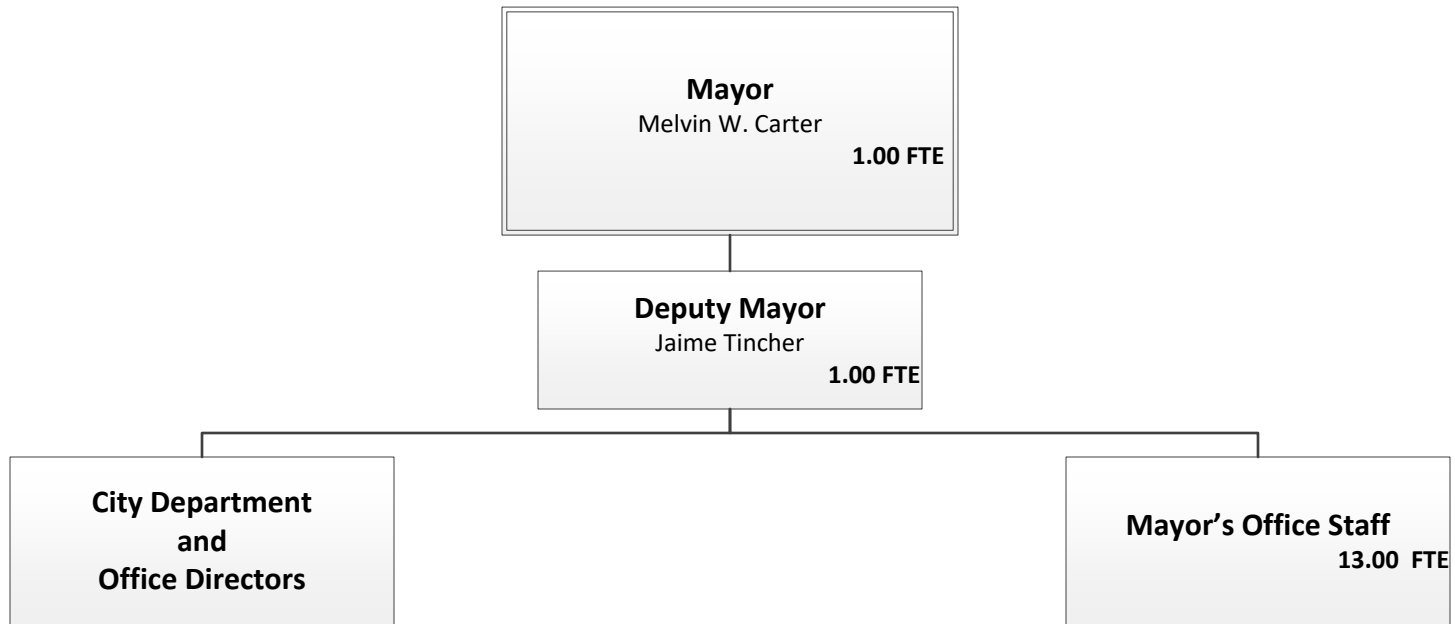 Mayor
Melvin W. Carter
1.00 FTE
Deputy Mayor
Jaime Tincher
1.00 FTE
City Department
and
Office Directors
Mayor’s Office Staff
13.00 FTE